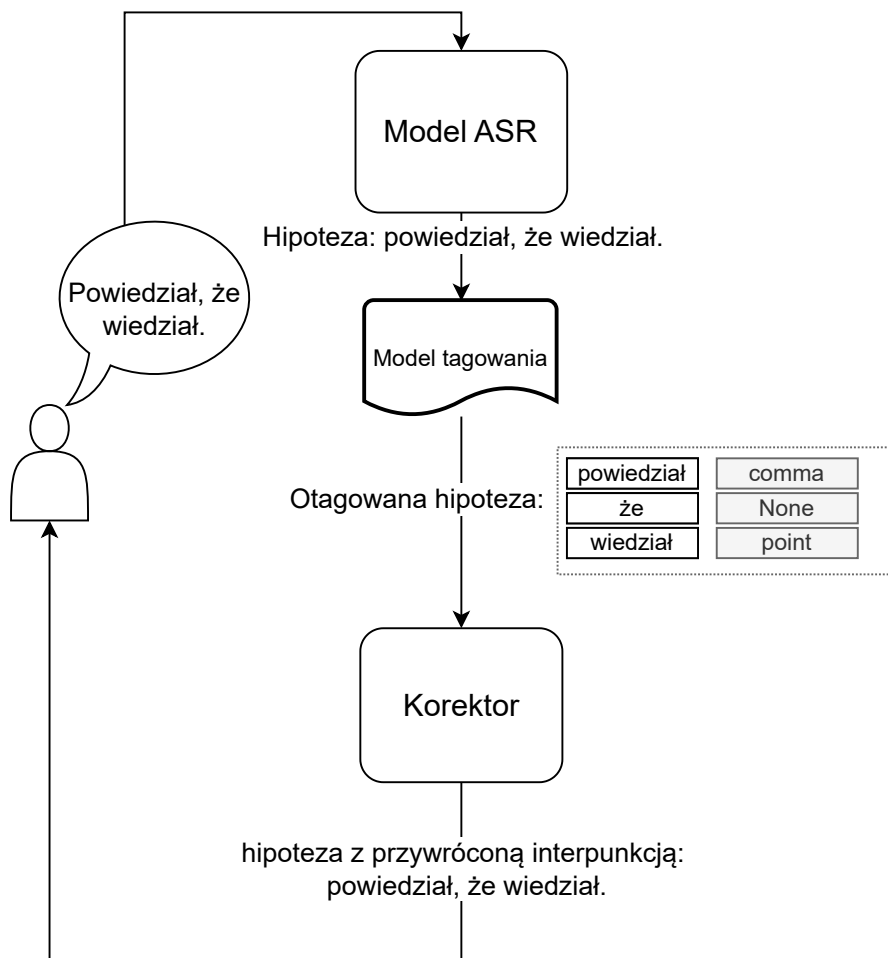 Model ASR
Hipoteza: powiedział, że wiedział.
Powiedział, że
wiedział.
Model tagowania
Otagowana hipoteza:
powiedział comma
że None
wiedział point
Korektor
hipoteza z przywróconą interpunkcją:
powiedział, że wiedział.